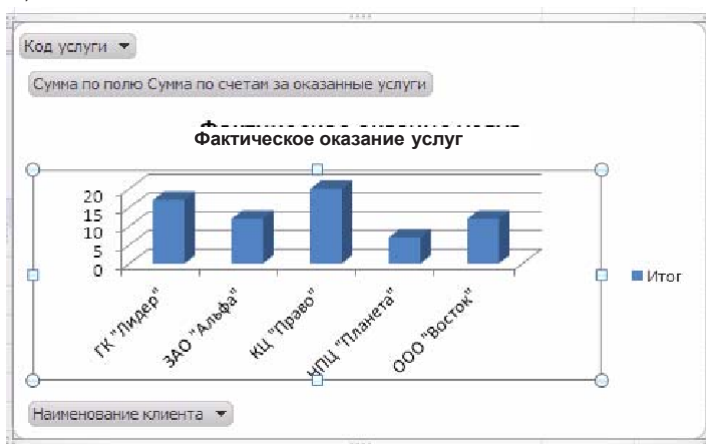 Код услуги
Сумма по полю Сумма по счетам за оказанные услуги
Фактическое оказание услуг
20
15
10
5
0
ГК "Лидер"
ЗАО "Альфа"
КЦ "Право"
НПЦ "Планета"
ООО "Восток"
Итог
Наименование клиента